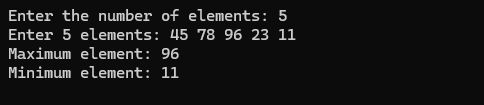 Enter the number of elements: 5
Enter 5 elements: 45 78 96 23 11
Maximum element: 96
Minimum element: 11